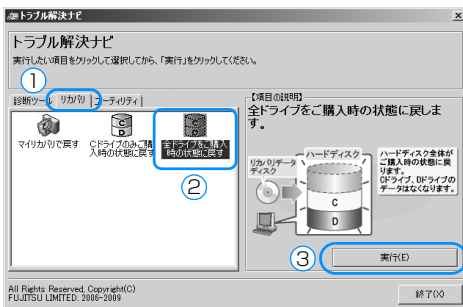 トラブル解決ナビ
トラブル解決ナビ
実行したい項目をクリックして選択してから、「実行」をクリックしてください。
①
診断ツール リカバリ ユーティリティ
マイリカバリで戻す
Cドライブのみご購
入時の状態に戻す
全ドライブをご購入
時の状態に戻す
②
【項目の説明】
全ドライブをご購入時の状態に戻しま
す。
リカバリデータ
ディスク
ハードディスク
C
D
ハードディスク全体が
ご購入時の状態に戻
ります。
Cドライブ、Dドライブの
データはなくなります。
③
実行(E)
All Rights Reserved, Copyright(C)
FUJITSU LIMITED. 2006-2009
終了(X)